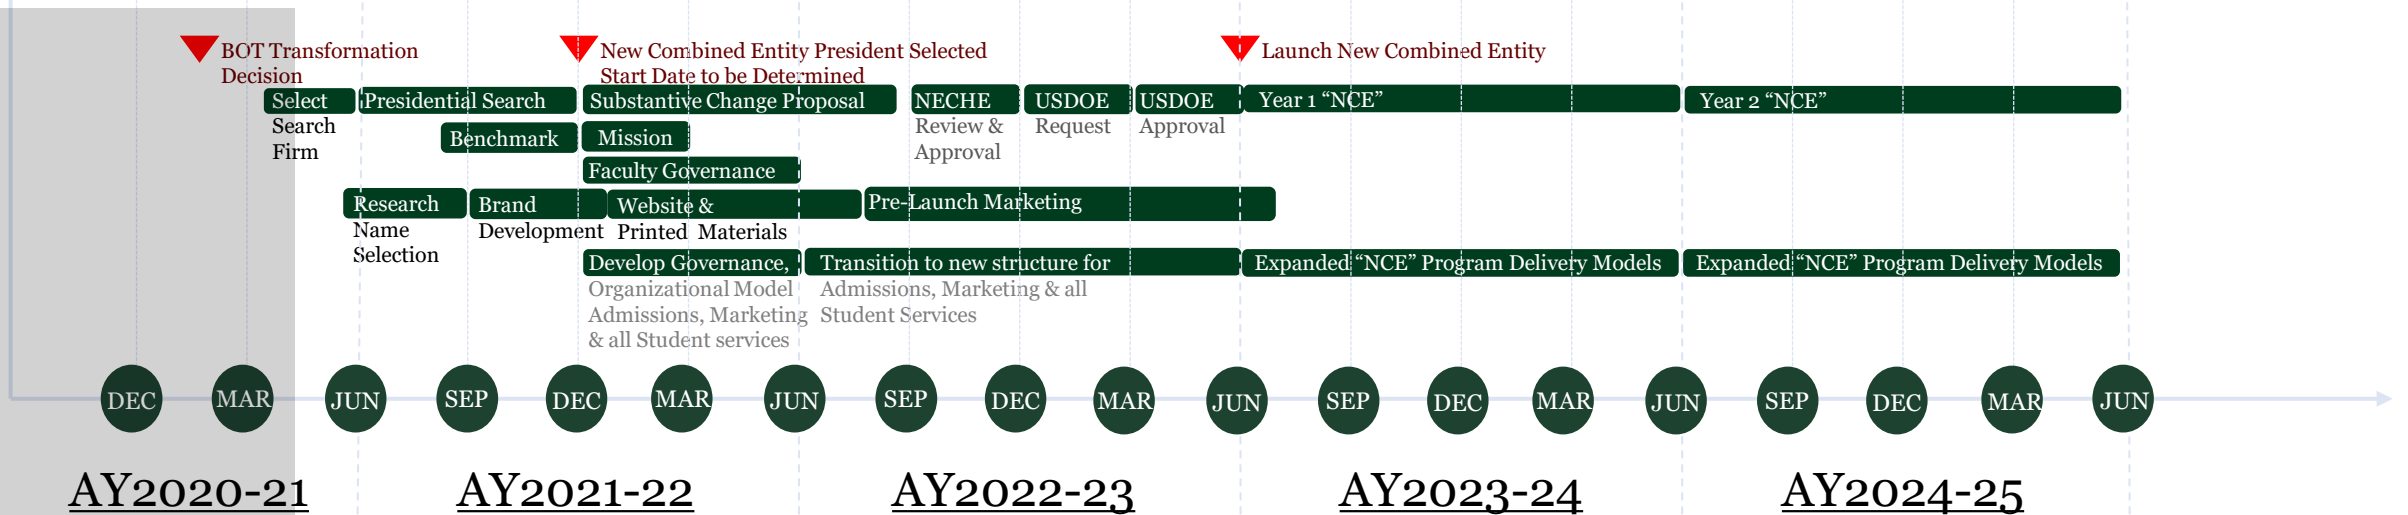 BOT Transformation
Decision
New Combined Entity President Selected
Start Date to be Determined
Launch New Combined Entity
Select
Search
Firm
Presidential Search
Substantive Change Proposal
NECHE
Review &
Approval
USDOE
Request
USDOE
Approval
Year 1 “NCE”
Year 2 “NCE”
Benchmark
Mission
Faculty Governance
Research
Name
Selection
Brand
Development
Website &
Printed Materials
Pre-Launch Marketing
Develop Governance,
Organizational Model
Admissions, Marketing
& all Student services
Transition to new structure for
Admissions, Marketing & all
Student Services
Expanded “NCE” Program Delivery Models
Expanded “NCE” Program Delivery Models
DEC MAR JUN SEP DEC MAR JUN SEP DEC MAR JUN SEP DEC MAR JUN SEP DEC MAR JUN
AY2020-21 AY2021-22 AY2022-23 AY2023-24 AY2024-25